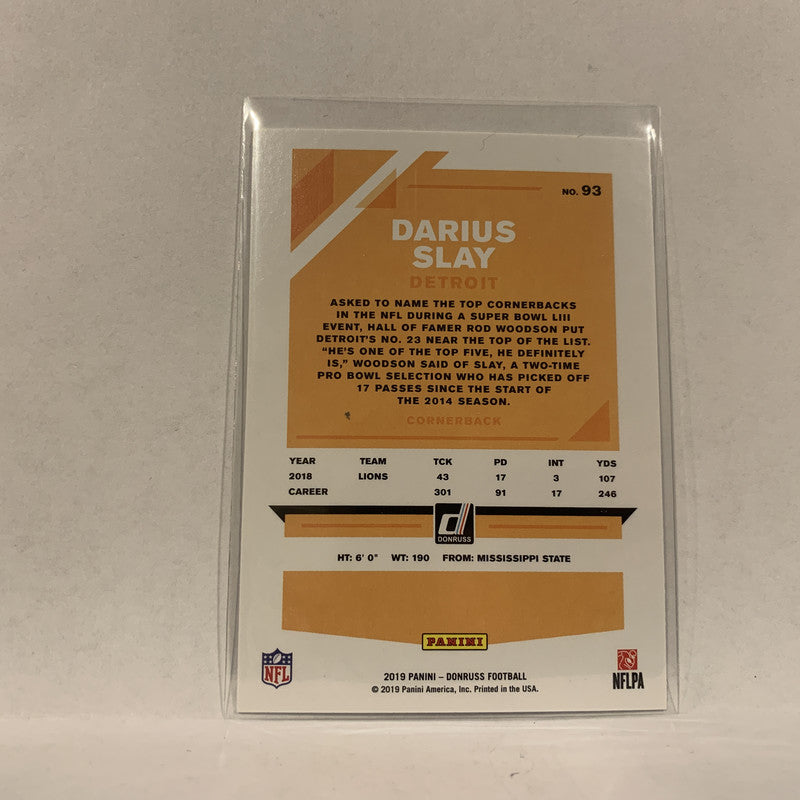 NO. 93
DARIUS
SLAY
DETROIT
ASKED TO NAME THE TOP CORNERBACKS
IN THE NFL DURING A SUPER BOWL LIII
EVENT, HALL OF FAMER ROD WOODSON PUT
DETROIT'S NO. 23 NEAR THE TOP OF THE LIST.
"HE'S ONE OF THE TOP FIVE, HE DEFINITELY
IS," WOODSON SAID OF SLAY, A TWO-TIME
PRO BOWL SELECTION WHO HAS PICKED OFF
17 PASSES SINCE THE START OF
THE 2014 SEASON.
CORNERBACK
YEAR TEAM TCK PD INT YDS
2018 LIONS 43 17 3 107
CAREER 301 91 17 246
d
DONRUSS
HT: 6' 0" WT: 190 FROM: MISSISSIPPI STATE
PANINI
NFL
2019 PANINI – DONRUSS FOOTBALL
© 2019 Panini America, Inc. Printed in the USA.
NFLPA